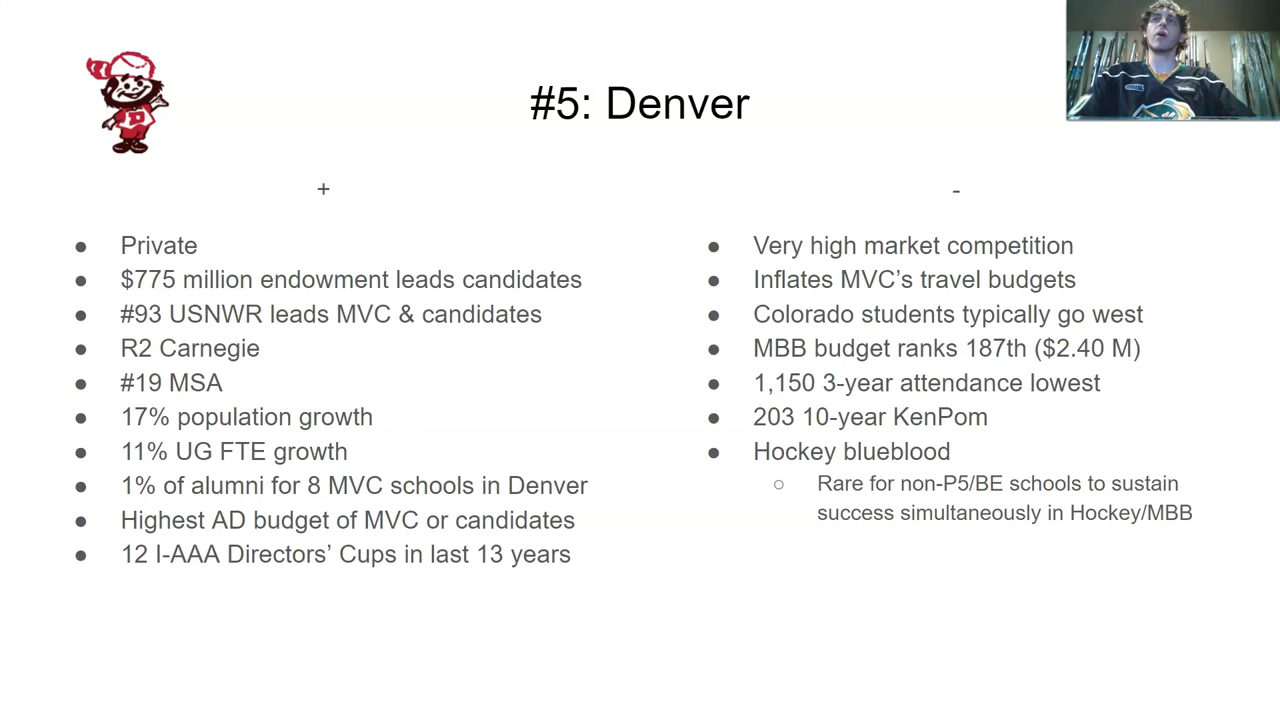 #5: Denver
+
● Private
● $775 million endowment leads candidates
● #93 USNWR leads MVC & candidates
● R2 Carnegie
● #19 MSA
● 17% population growth
● 11% UG FTE growth
● 1% of alumni for 8 MVC schools in Denver
● Highest AD budget of MVC or candidates
● 12 I-AAA Directors’ Cups in last 13 years
-
● Very high market competition
● Inflates MVC’s travel budgets
● Colorado students typically go west
● MBB budget ranks 187th ($2.40 M)
● 1,150 3-year attendance lowest
● 203 10-year KenPom
● Hockey blueblood
○ Rare for non-P5/BE schools to sustain
success simultaneously in Hockey/MBB
D
Reebok